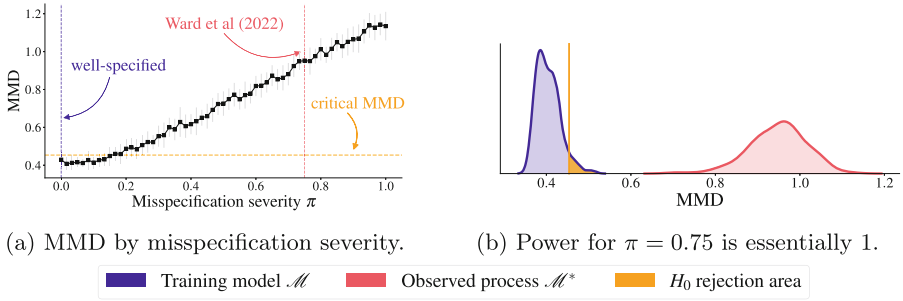 Ward et al (2022)
well-specified
critical MMD
MMD
1.2
1.0
0.8
0.6
0.4
0.0 0.2 0.4 0.6 0.8 1.0
Misspecification severity π
0.4 0.6 0.8 1.0 1.2
MMD
(a) MMD by misspecification severity.
(b) Power for π = 0.75 is essentially 1.
Training model ℳ
Observed process ℳ*
H₀ rejection area